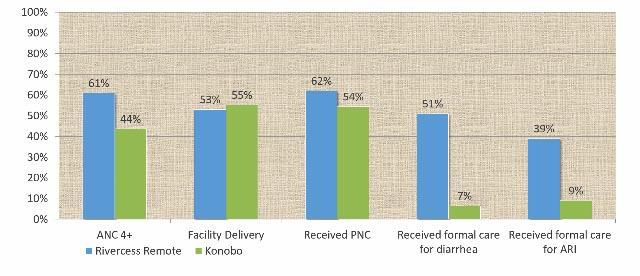 100%
90%
80%
70%
60%
50%
40%
30%
20%
10%
0%
61%
44%
53%
55%
62%
54%
51%
7%
39%
9%
ANC 4+
Facility Delivery
Received PNC
Received formal care
for diarrhea
Received formal care
for ARI
Rivercess Remote
Konobo